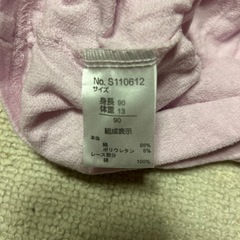 No. S110612
サイズ
身長 90
体重 13
90
組成表示
本体
綿 95%
ポリウレタン 5%
レース部分
綿 100%